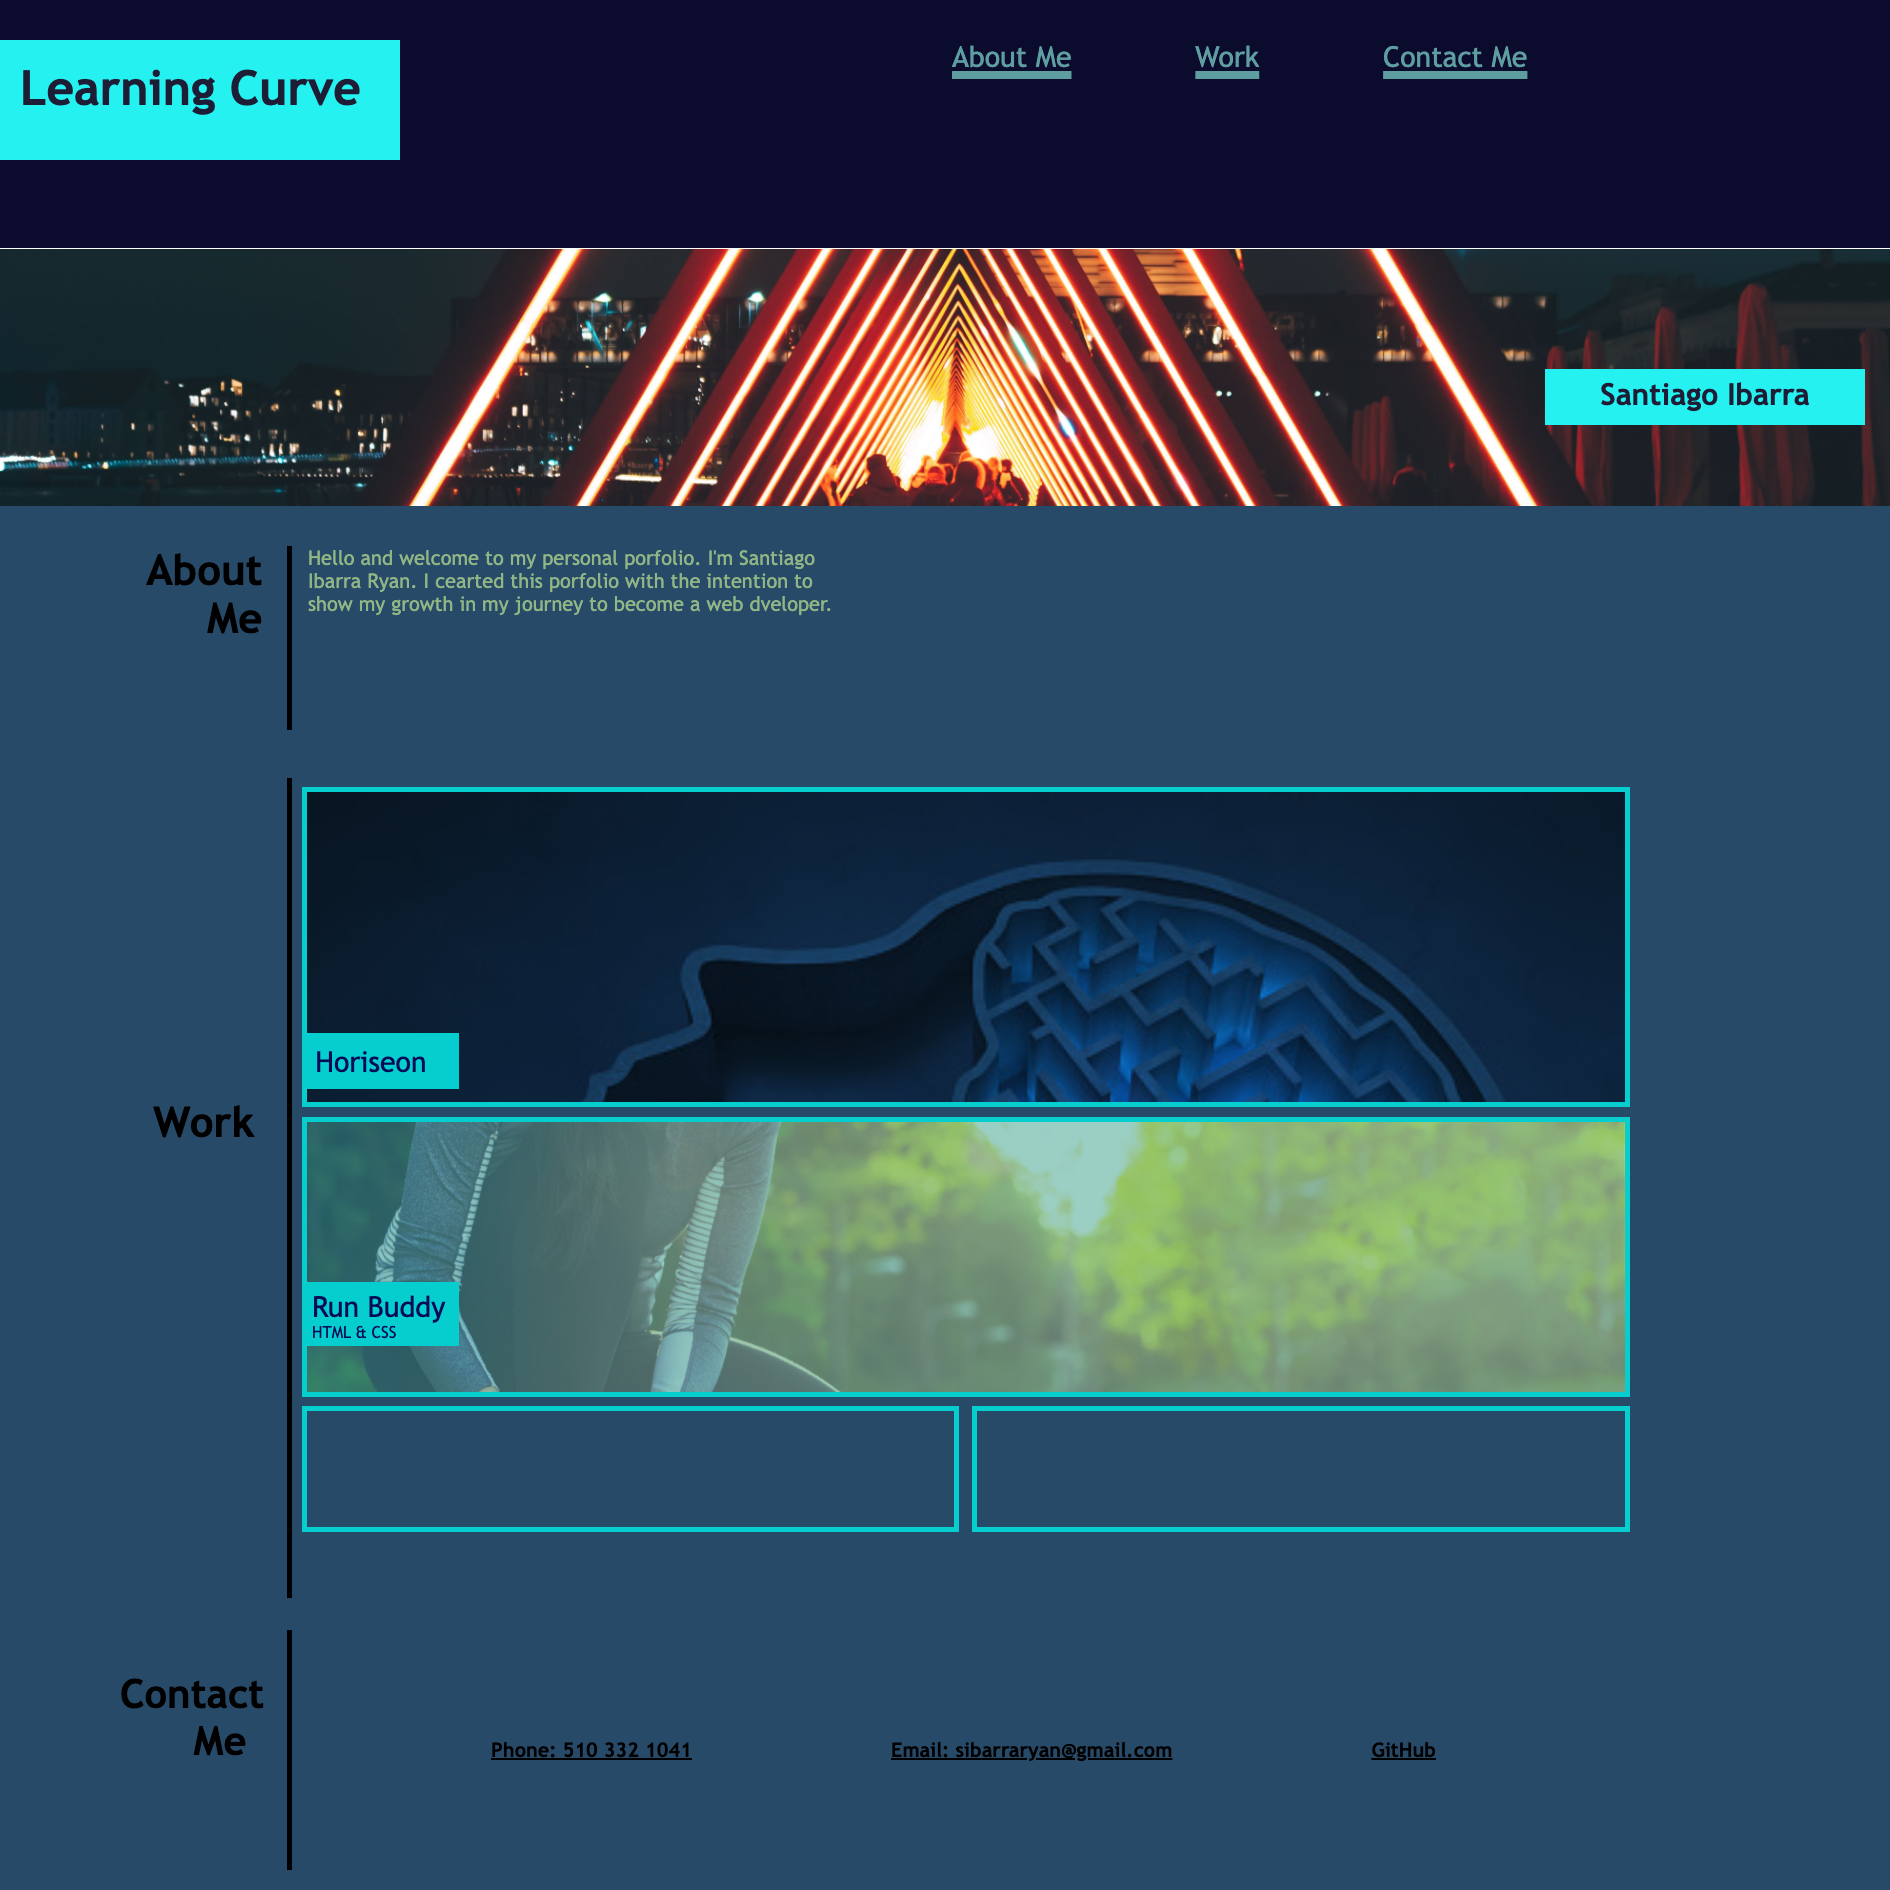 Learning Curve
About Me
Work
Contact Me
Santiago Ibarra
About
Me
Hello and welcome to my personal porfolio. I'm Santiago
Ibarra Ryan. I cearted this porfolio with the intention to
show my growth in my journey to become a web dveloper.
Work
Horiseon
Run Buddy
HTML & CSS
Contact
Me
Phone: 510 332 1041
Email: sibarraryan@gmail.com
GitHub